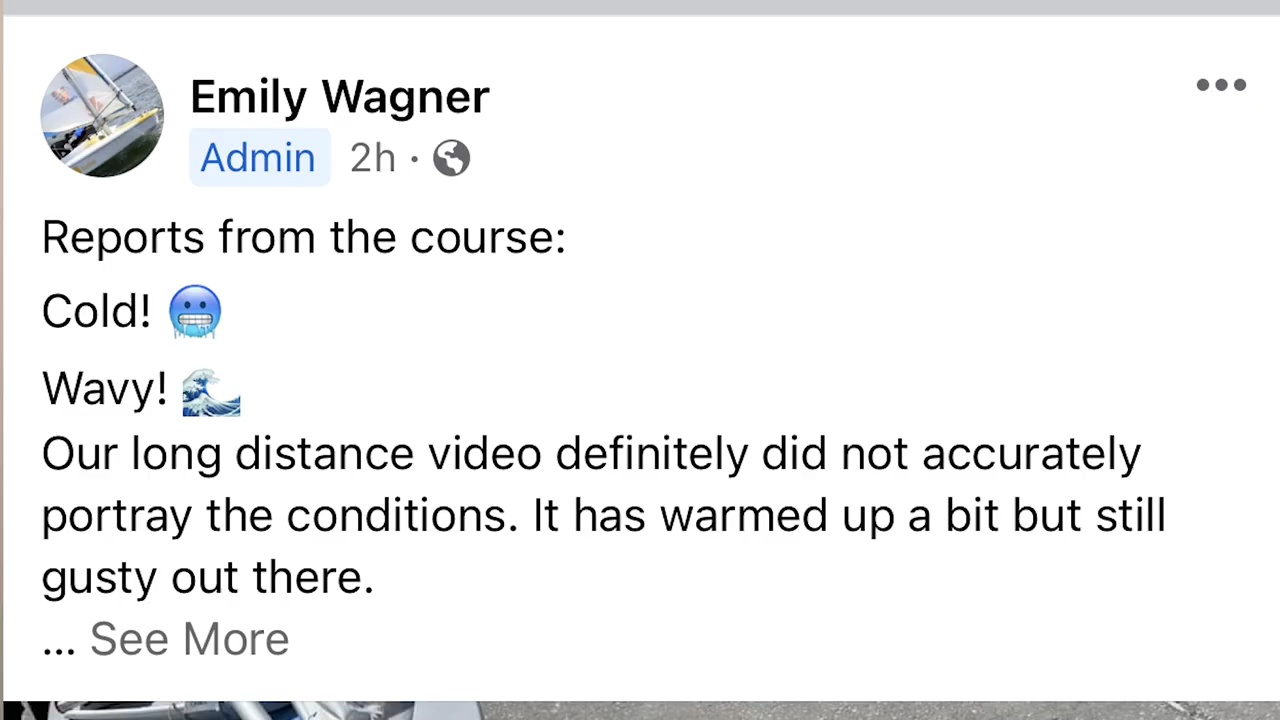 Emily Wagner
Admin 2h ·
Reports from the course:
Cold! 🥶
Wavy! 🌊
Our long distance video definitely did not accurately
portray the conditions. It has warmed up a bit but still
gusty out there.
... See More